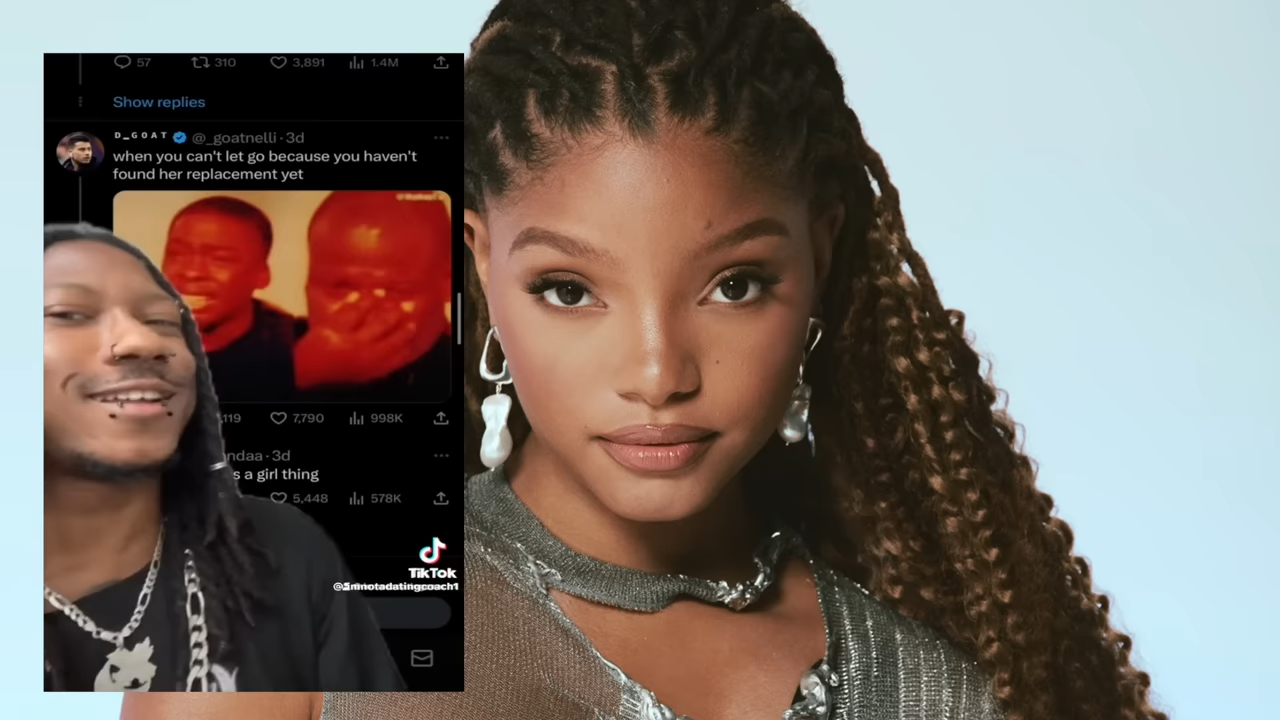 57 310 3,891 1.4M
Show replies
D_GOAT @_goatnelli · 3d
when you can't let go because you haven't
found her replacement yet
119 7,790 998K
ndaa · 3d
s a girl thing
5,448 578K
TikTok